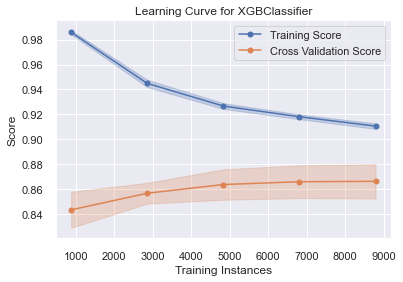 Learning Curve for XGBClassifier
Training Score
Cross Validation Score
0.98
0.96
0.94
0.92
0.90
0.88
0.86
0.84
Score
1000 2000 3000 4000 5000 6000 7000 8000 9000
Training Instances